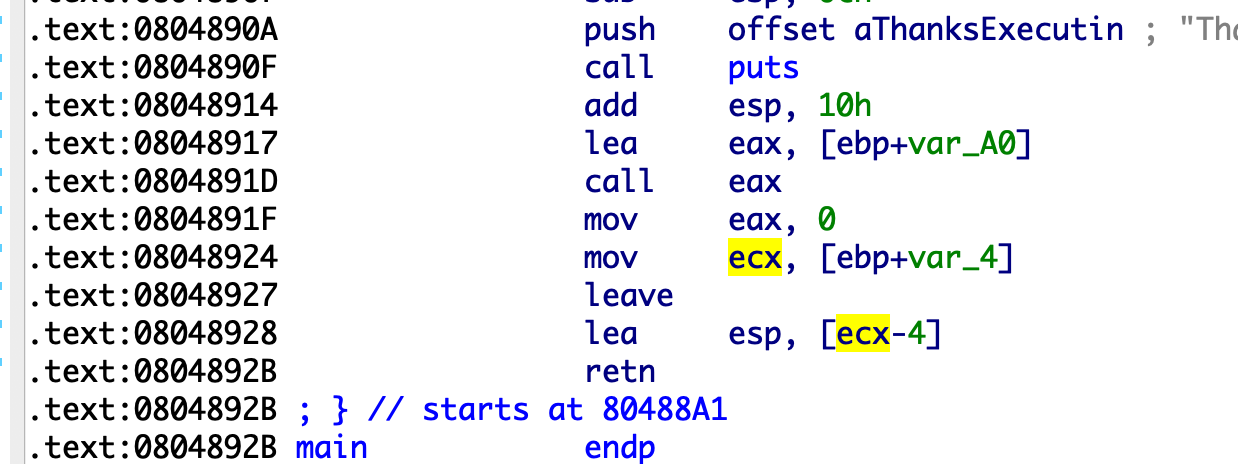 .text:0804890A push offset aThanksExecutin ; "Th
.text:0804890F call puts
.text:08048914 add esp, 10h
.text:08048917 lea eax, [ebp+var_A0]
.text:0804891D call eax
.text:0804891F mov eax, 0
.text:08048924 mov ecx, [ebp+var_4]
.text:08048927 leave
.text:08048928 lea esp, [ecx-4]
.text:0804892B retn
.text:0804892B ; } // starts at 80488A1
.text:0804892B main endp